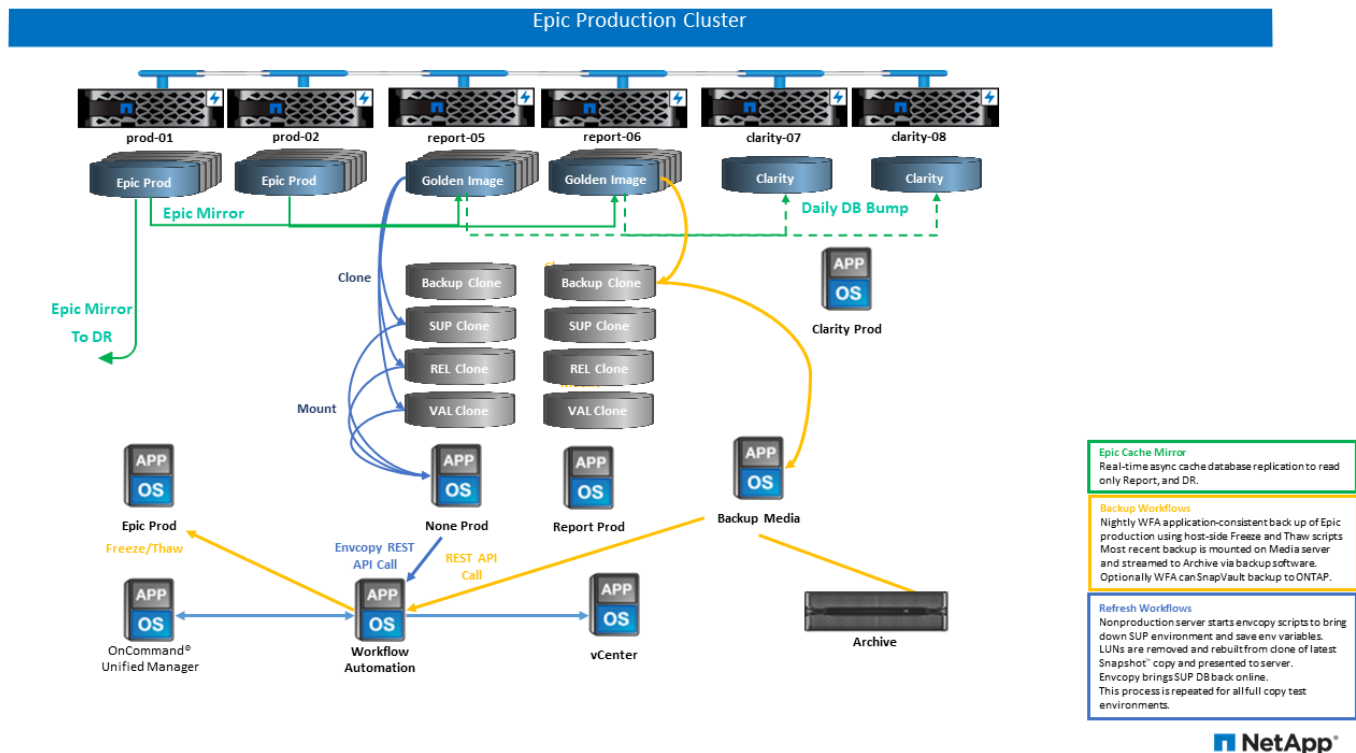 Epic Production Cluster
prod-01
prod-02
report-05
report-06
clarity-07
clarity-08
Epic Prod
Epic Prod
Golden Image
Golden Image
Clarity
Clarity
Epic Mirror
Daily DB Bump
Clone
Backup Clone
Backup Clone
APP
OS
Clarity Prod
Epic Mirror
To DR
SUP Clone
SUP Clone
REL Clone
REL Clone
Mount
VAL Clone
VAL Clone
APP
OS
Epic Prod
APP
OS
None Prod
APP
OS
Report Prod
APP
OS
Backup Media
Freeze/Thaw
Envcopy REST
API Call
REST API
Call
APP
OS
OnCommand®
Unified Manager
APP
OS
Workflow
Automation
APP
OS
vCenter
Archive
Epic Cache Mirror
Real-time async cache database replication to read
only Report, and DR.
Backup Workflows
Nightly WFA application-consistent back up of Epic
production using host-side Freeze and Thaw scripts
Most recent backup is mounted on Media server
and streamed to Archive via backup software.
Optionally WFA can SnapVault backup to ONTAP.
Refresh Workflows
Nonproduction server starts envcopy scripts to bring
down SUP environment and save env variables.
LUNs are removed and rebuilt from clone of latest
Snapshot™ copy and presented to server.
Envcopy brings SUP DB back online.
This process is repeated for all full copy test
environments.
NetApp®